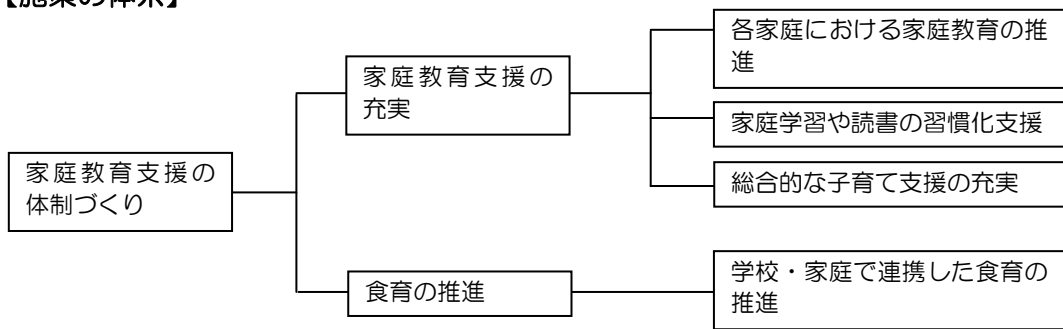 【施策の体系】
各家庭における家庭教育の推
進
家庭教育支援の
充実
家庭学習や読書の習慣化支援
家庭教育支援の
体制づくり
総合的な子育て支援の充実
食育の推進
学校・家庭で連携した食育の
推進